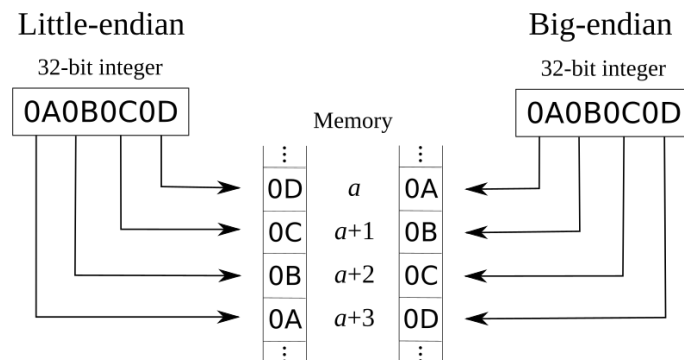 Little-endian
32-bit integer
0A0B0C0D
Big-endian
32-bit integer
0A0B0C0D
Memory
⋮ ⋮
0D a 0A
0C a+1 0B
0B a+2 0C
0A a+3 0D
⋮ ⋮